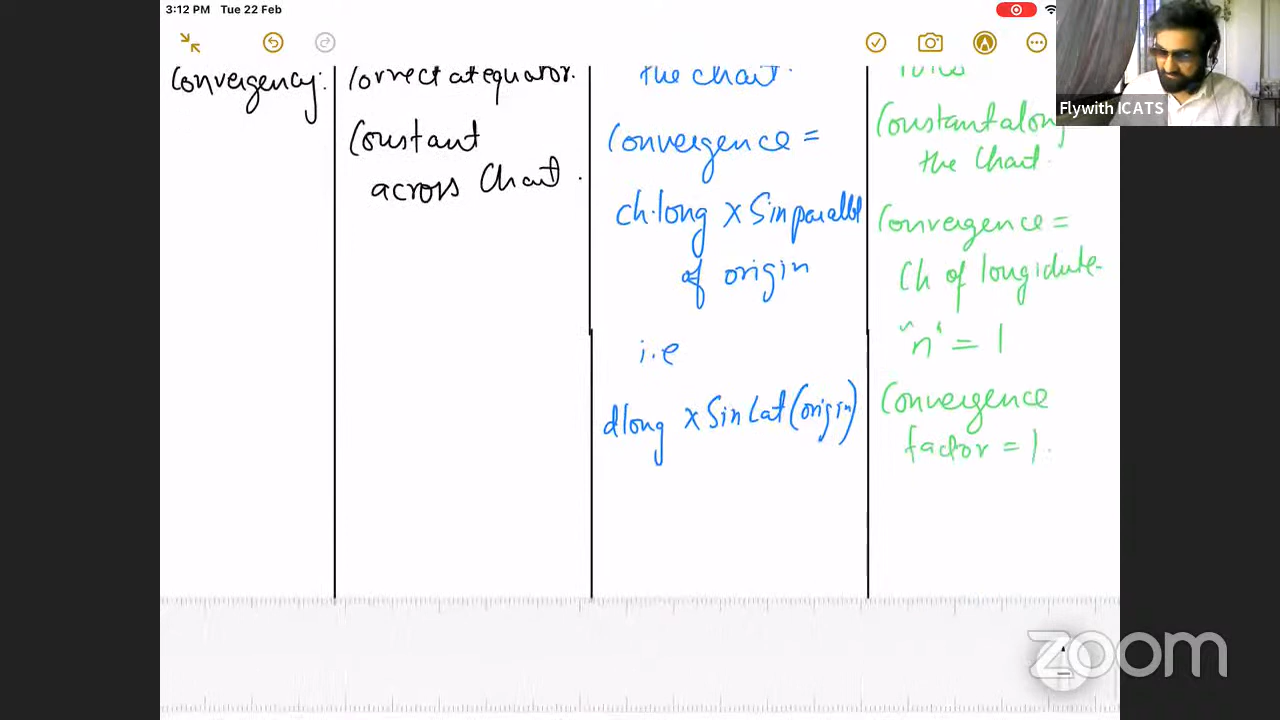 3:12 PM Tue 22 Feb
Flywith ICATS
Convergency:
Correct at equator.
Constant
across Chart.
the chart.
Convergence =
ch.long x Sin parallel
of origin
i.e
dlong x Sin Lat (origin)
Constant along
the Chart.
Convergence =
Ch of longidute
"n" = 1
Convergence
factor = 1.
zoom